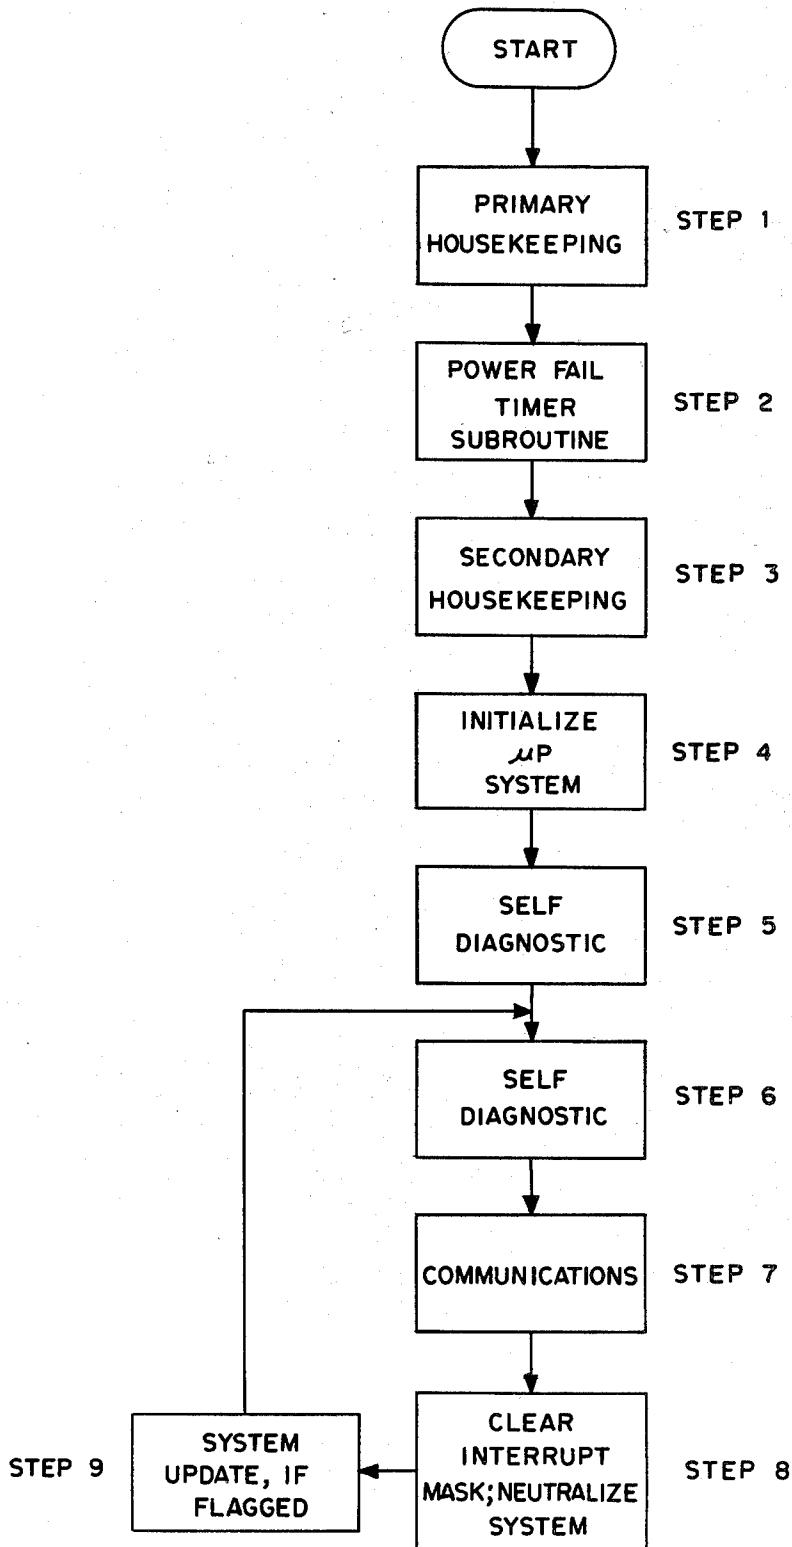 START
PRIMARY
HOUSEKEEPING
STEP 1
POWER FAIL
TIMER
SUBROUTINE
STEP 2
SECONDARY
HOUSEKEEPING
STEP 3
INITIALIZE
μP
SYSTEM
STEP 4
SELF
DIAGNOSTIC
STEP 5
SELF
DIAGNOSTIC
STEP 6
COMMUNICATIONS
STEP 7
CLEAR
INTERRUPT
MASK;NEUTRALIZE
SYSTEM
STEP 8
SYSTEM
UPDATE, IF
FLAGGED
STEP 9